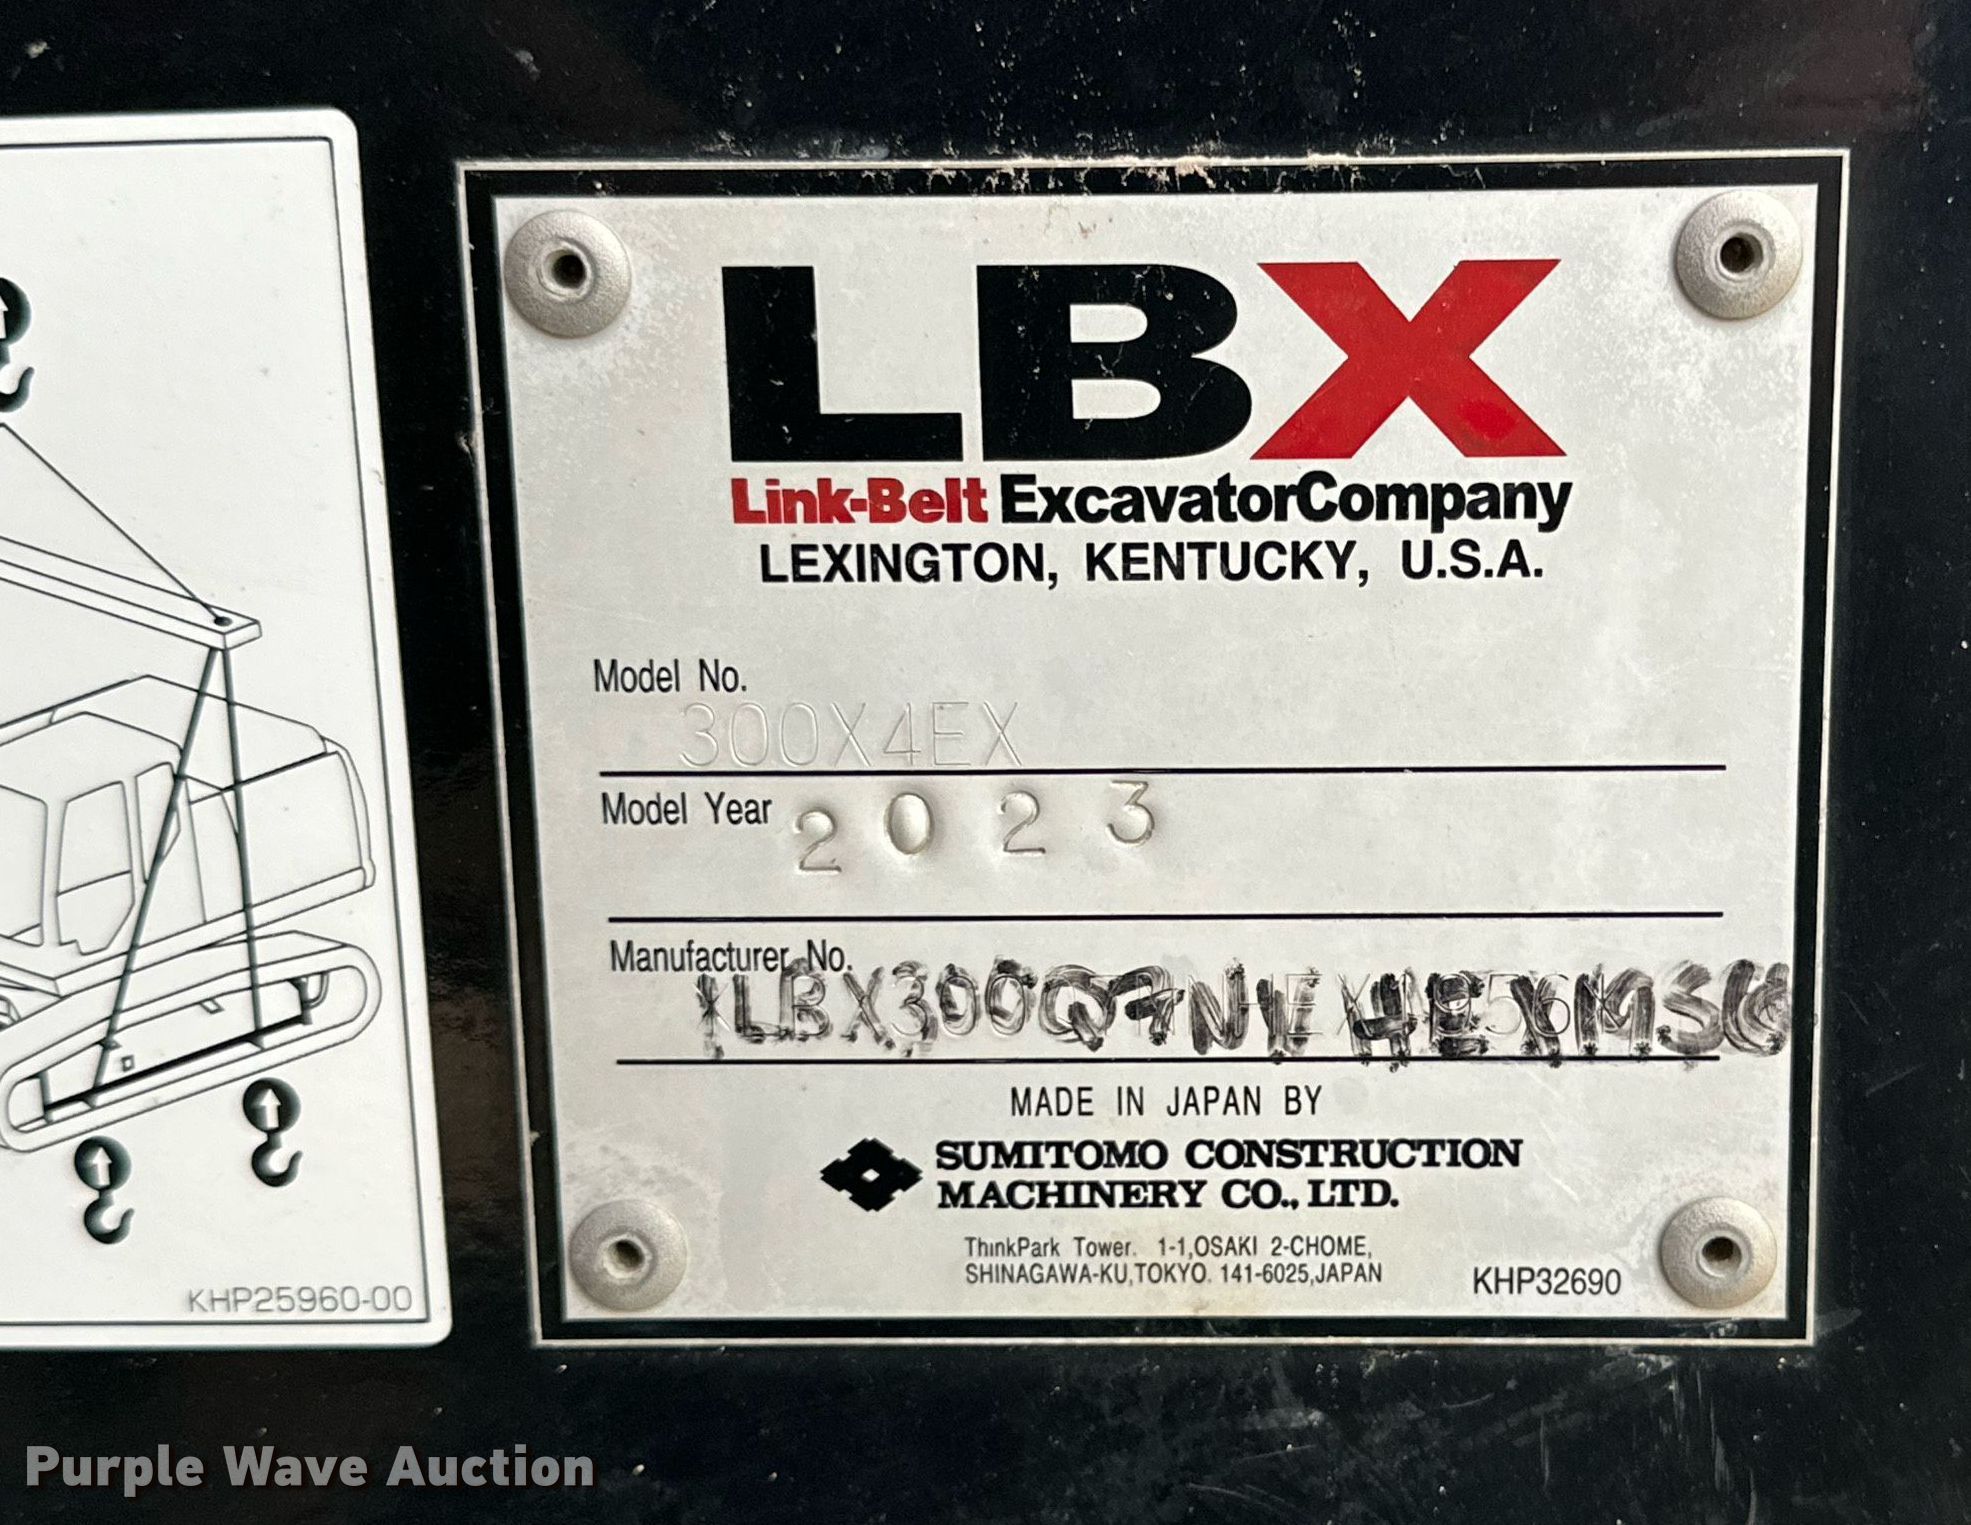 LBX
Link-Belt ExcavatorCompany
LEXINGTON, KENTUCKY, U.S.A.
Model No.
300X4EX
Model Year 2023
Manufacturer No.
MADE IN JAPAN BY
SUMITOMO CONSTRUCTION
MACHINERY CO., LTD.
ThinkPark Tower. 1-1,OSAKI 2-CHOME,
SHINAGAWA-KU,TOKYO. 141-6025,JAPAN
KHP32690
KHP25960-00
Purple Wave Auction